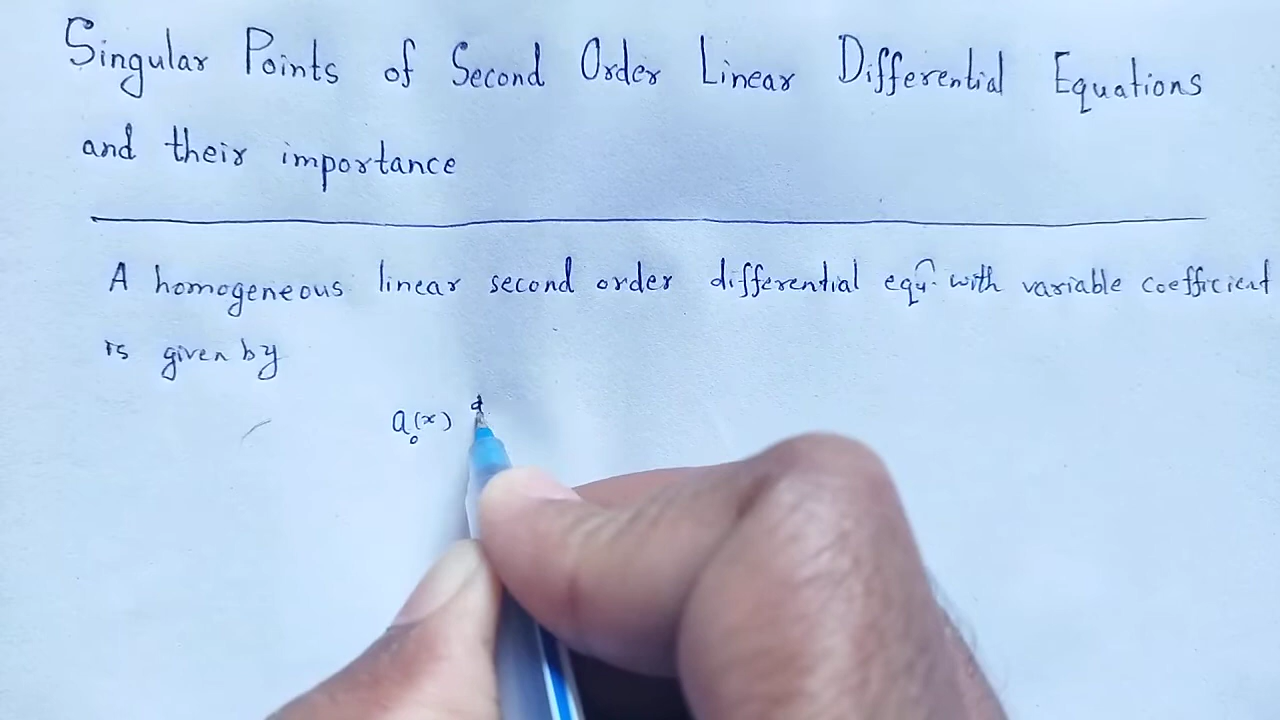 Singular Points of Second Order Linear Differential Equations
and their importance
A homogeneous linear second order differential equn. with variable coefficient
is given by
a₀(x) d